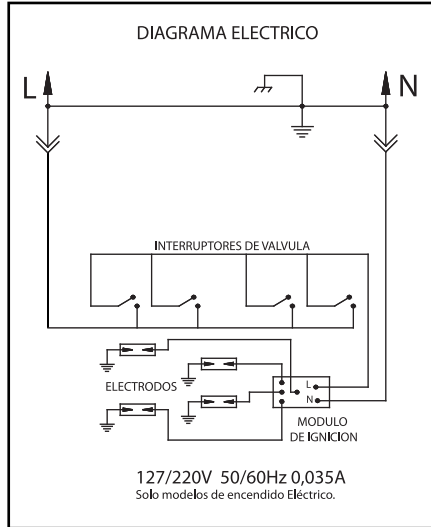 DIAGRAMA ELECTRICO
L N
INTERRUPTORES DE VALVULA
ELECTRODOS
L
N
MODULO
DE IGNICION
127/220V 50/60Hz 0,035A
Solo modelos de encendido Eléctrico.